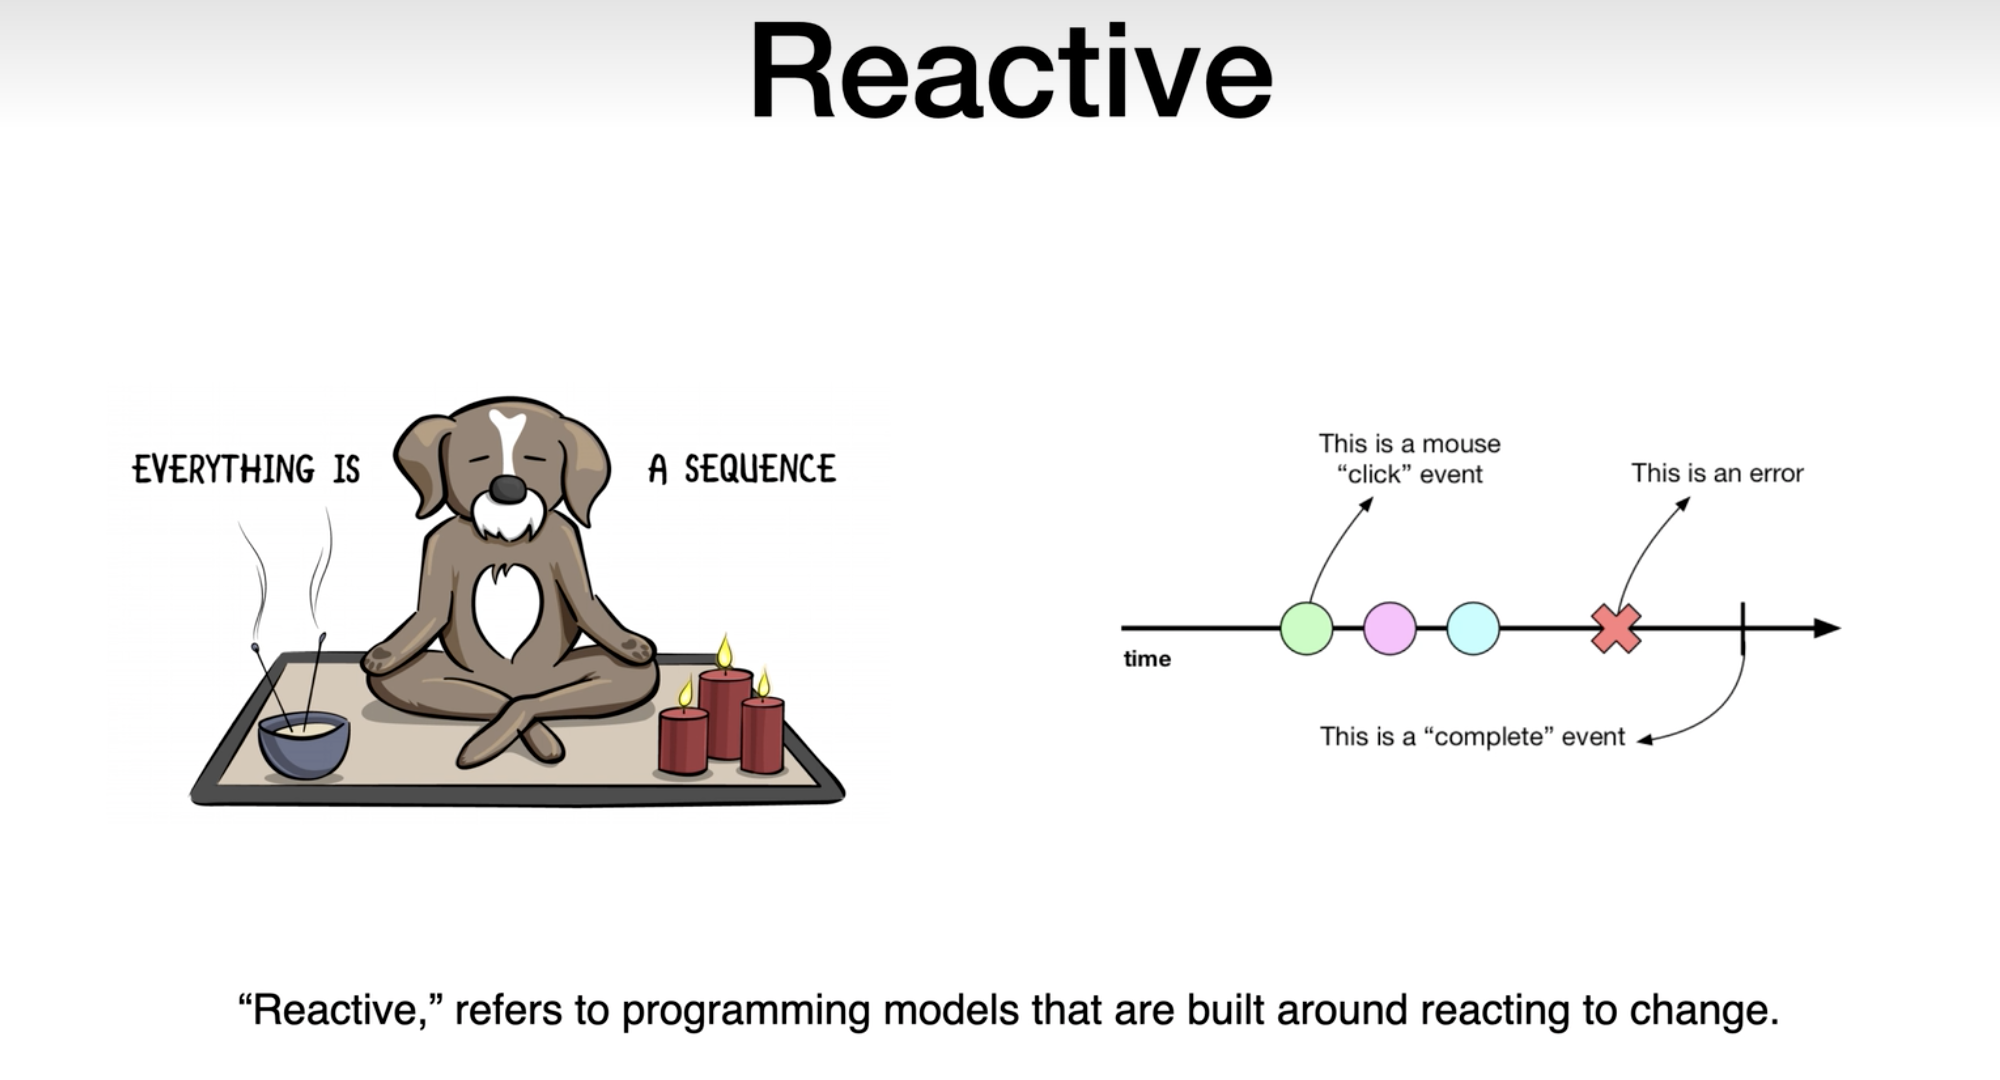 Reactive
EVERYTHING IS A SEQUENCE
This is a mouse
“click” event
This is an error
time
This is a “complete” event
“Reactive,” refers to programming models that are built around reacting to change.